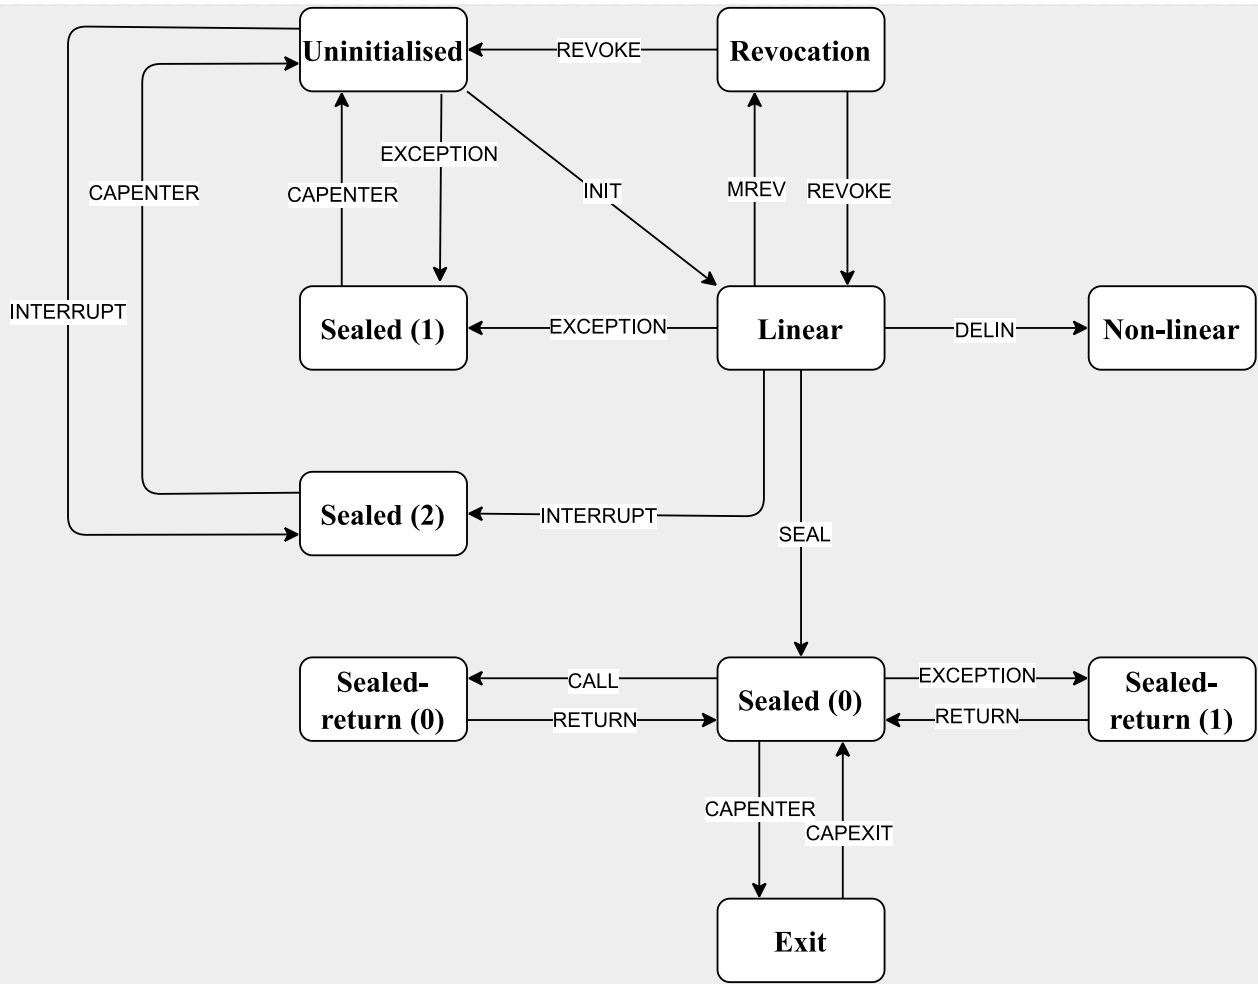 Uninitialised
REVOKE
Revocation
EXCEPTION
CAPENTER
CAPENTER
INIT
MREV
REVOKE
INTERRUPT
Sealed (1)
EXCEPTION
Linear
DELIN
Non-linear
Sealed (2)
INTERRUPT
SEAL
Sealed-
return (0)
CALL
RETURN
Sealed (0)
EXCEPTION
RETURN
Sealed-
return (1)
CAPENTER
CAPEXIT
Exit